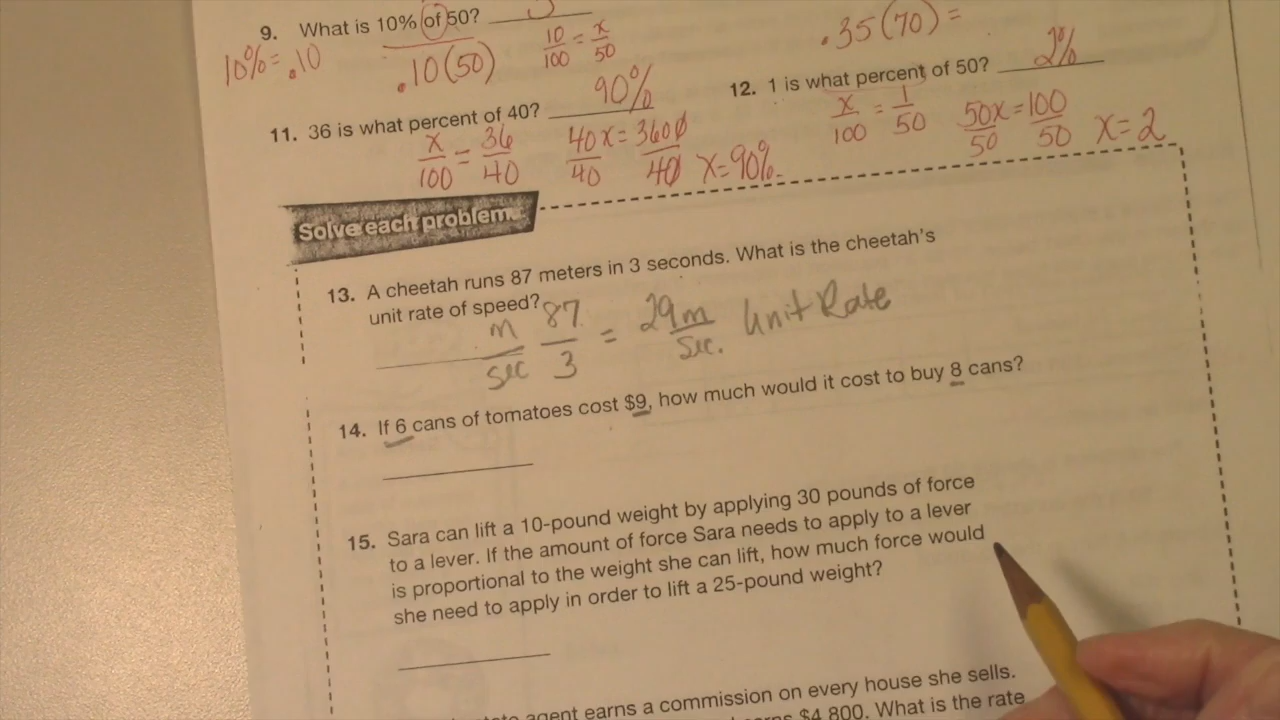 9. What is 10% of 50?
10% = .10
.10(50)
10/100 = x/50
.35(70) =
11. 36 is what percent of 40? 90%
x/100 = 36/40
40x/40 = 3600/40
x=90%
12. 1 is what percent of 50? 2%
x/100 = 1/50
50x/50 = 100/50
x=2
Solve each problem.
13. A cheetah runs 87 meters in 3 seconds. What is the cheetah's
unit rate of speed?
m/sec 87/3 = 29m/sec. Unit Rate
14. If 6 cans of tomatoes cost $9, how much would it cost to buy 8 cans?
15. Sara can lift a 10-pound weight by applying 30 pounds of force
to a lever. If the amount of force Sara needs to apply to a lever
is proportional to the weight she can lift, how much force would
she need to apply in order to lift a 25-pound weight?
agent earns a commission on every house she sells.
$4,800. What is the rate